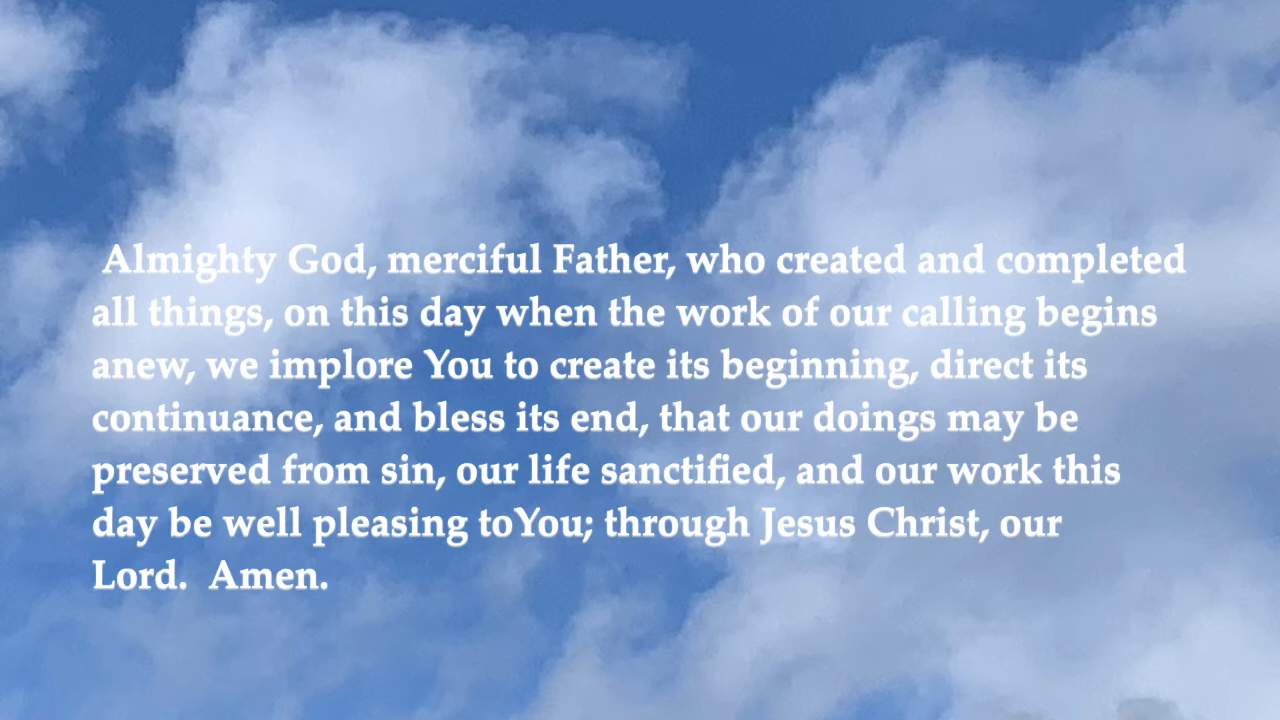 Almighty God, merciful Father, who created and completed
all things, on this day when the work of our calling begins
anew, we implore You to create its beginning, direct its
continuance, and bless its end, that our doings may be
preserved from sin, our life sanctified, and our work this
day be well pleasing toYou; through Jesus Christ, our
Lord.  Amen.